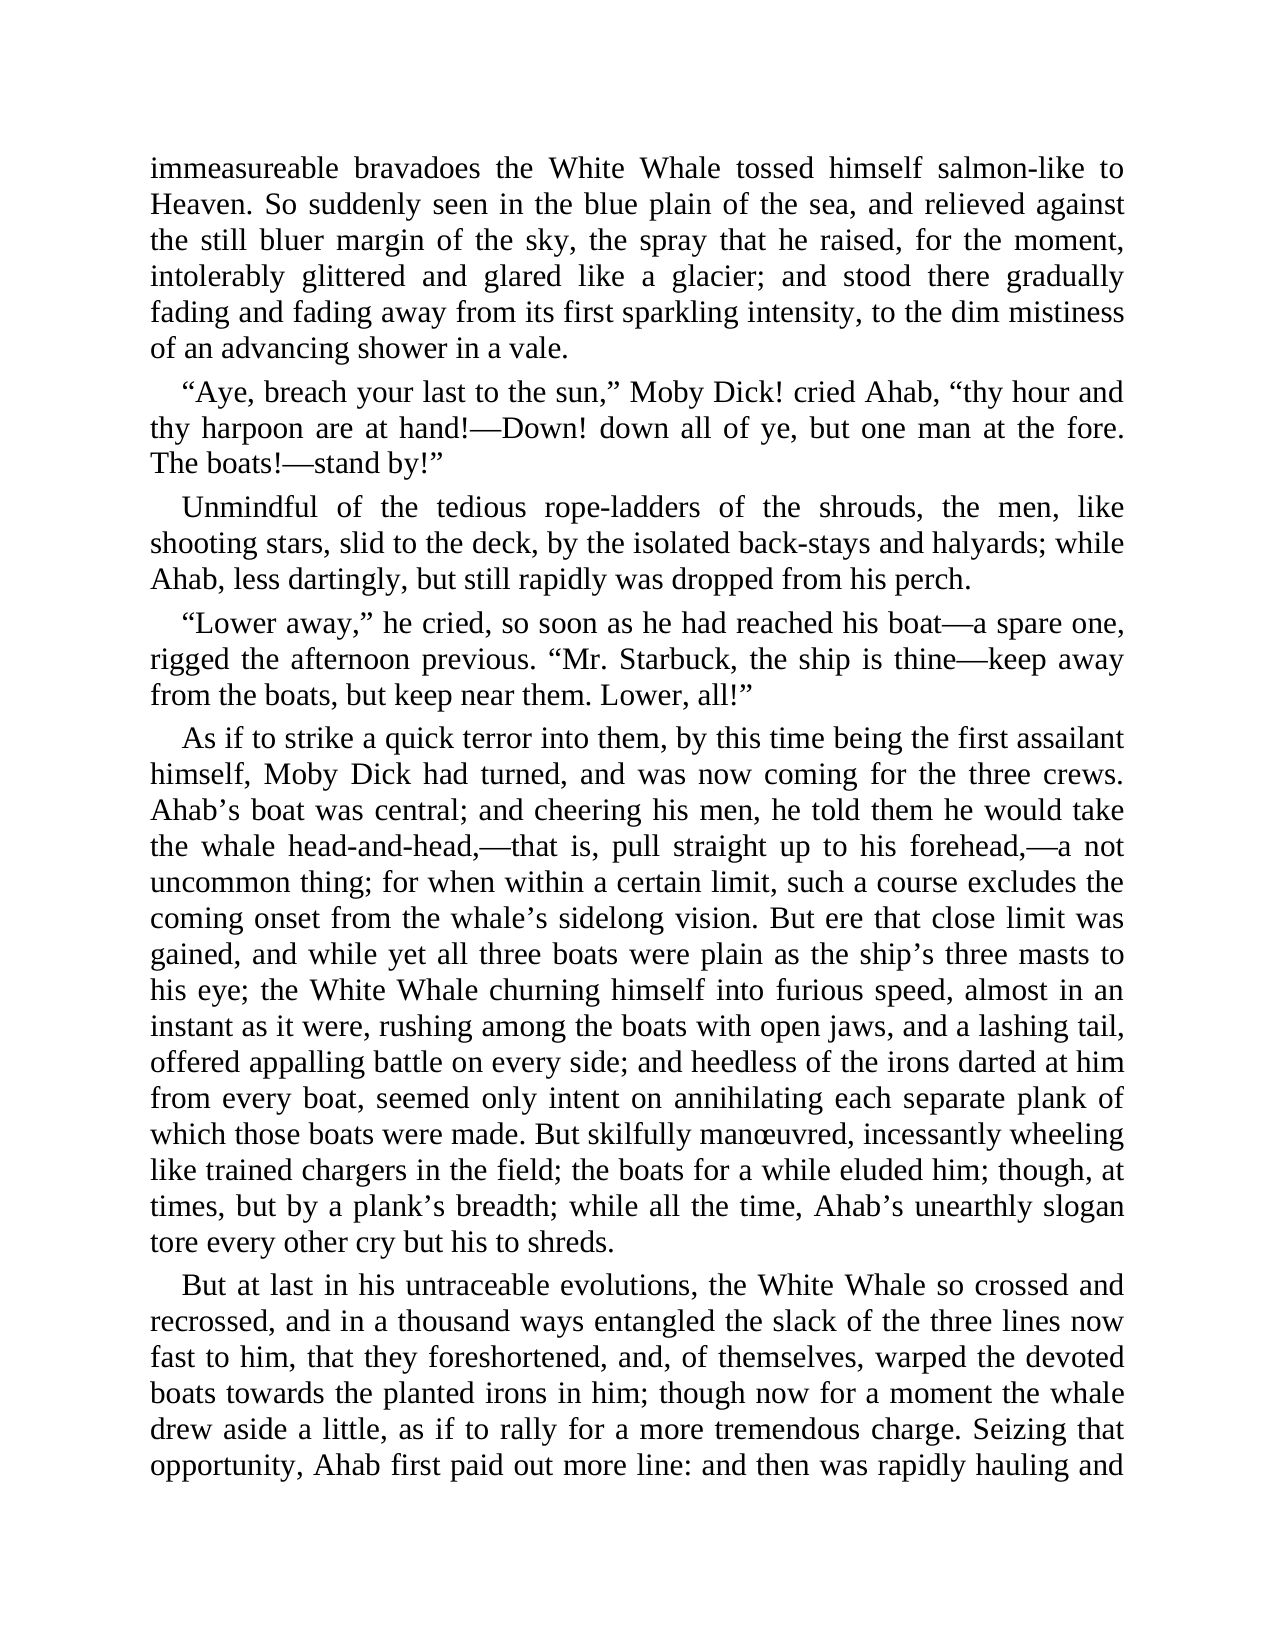 immeasureable bravadoes the White Whale tossed himself salmon-like to
Heaven. So suddenly seen in the blue plain of the sea, and relieved against
the still bluer margin of the sky, the spray that he raised, for the moment,
intolerably glittered and glared like a glacier; and stood there gradually
fading and fading away from its first sparkling intensity, to the dim mistiness
of an advancing shower in a vale.
“Aye, breach your last to the sun,” Moby Dick! cried Ahab, “thy hour and
thy harpoon are at hand!—Down! down all of ye, but one man at the fore.
The boats!—stand by!”
Unmindful of the tedious rope-ladders of the shrouds, the men, like
shooting stars, slid to the deck, by the isolated back-stays and halyards; while
Ahab, less dartingly, but still rapidly was dropped from his perch.
“Lower away,” he cried, so soon as he had reached his boat—a spare one,
rigged the afternoon previous. “Mr. Starbuck, the ship is thine—keep away
from the boats, but keep near them. Lower, all!”
As if to strike a quick terror into them, by this time being the first assailant
himself, Moby Dick had turned, and was now coming for the three crews.
Ahab’s boat was central; and cheering his men, he told them he would take
the whale head-and-head,—that is, pull straight up to his forehead,—a not
uncommon thing; for when within a certain limit, such a course excludes the
coming onset from the whale’s sidelong vision. But ere that close limit was
gained, and while yet all three boats were plain as the ship’s three masts to
his eye; the White Whale churning himself into furious speed, almost in an
instant as it were, rushing among the boats with open jaws, and a lashing tail,
offered appalling battle on every side; and heedless of the irons darted at him
from every boat, seemed only intent on annihilating each separate plank of
which those boats were made. But skilfully manœuvred, incessantly wheeling
like trained chargers in the field; the boats for a while eluded him; though, at
times, but by a plank’s breadth; while all the time, Ahab’s unearthly slogan
tore every other cry but his to shreds.
But at last in his untraceable evolutions, the White Whale so crossed and
recrossed, and in a thousand ways entangled the slack of the three lines now
fast to him, that they foreshortened, and, of themselves, warped the devoted
boats towards the planted irons in him; though now for a moment the whale
drew aside a little, as if to rally for a more tremendous charge. Seizing that
opportunity, Ahab first paid out more line: and then was rapidly hauling and